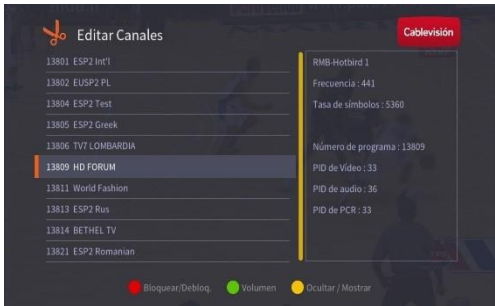 Editar Canales
Cablevisión
13801 ESP2 Int'l
13802 EUSP2 PL
13804 ESP2 Test
13805 ESP2 Greek
13806 TV7 LOMBARDIA
13809 HD FORUM
13811 World Fashion
13813 ESP2 Rus
13814 BETHEL TV
13821 ESP2 Romanian
RMB-Hotbird 1
Frecuencia : 441
Tasa de símbolos : 5360
Número de programa : 13809
PID de Vídeo : 33
PID de audio : 36
PID de PCR : 33
Bloquear/Debloq.
Volumen
Ocultar / Mostrar